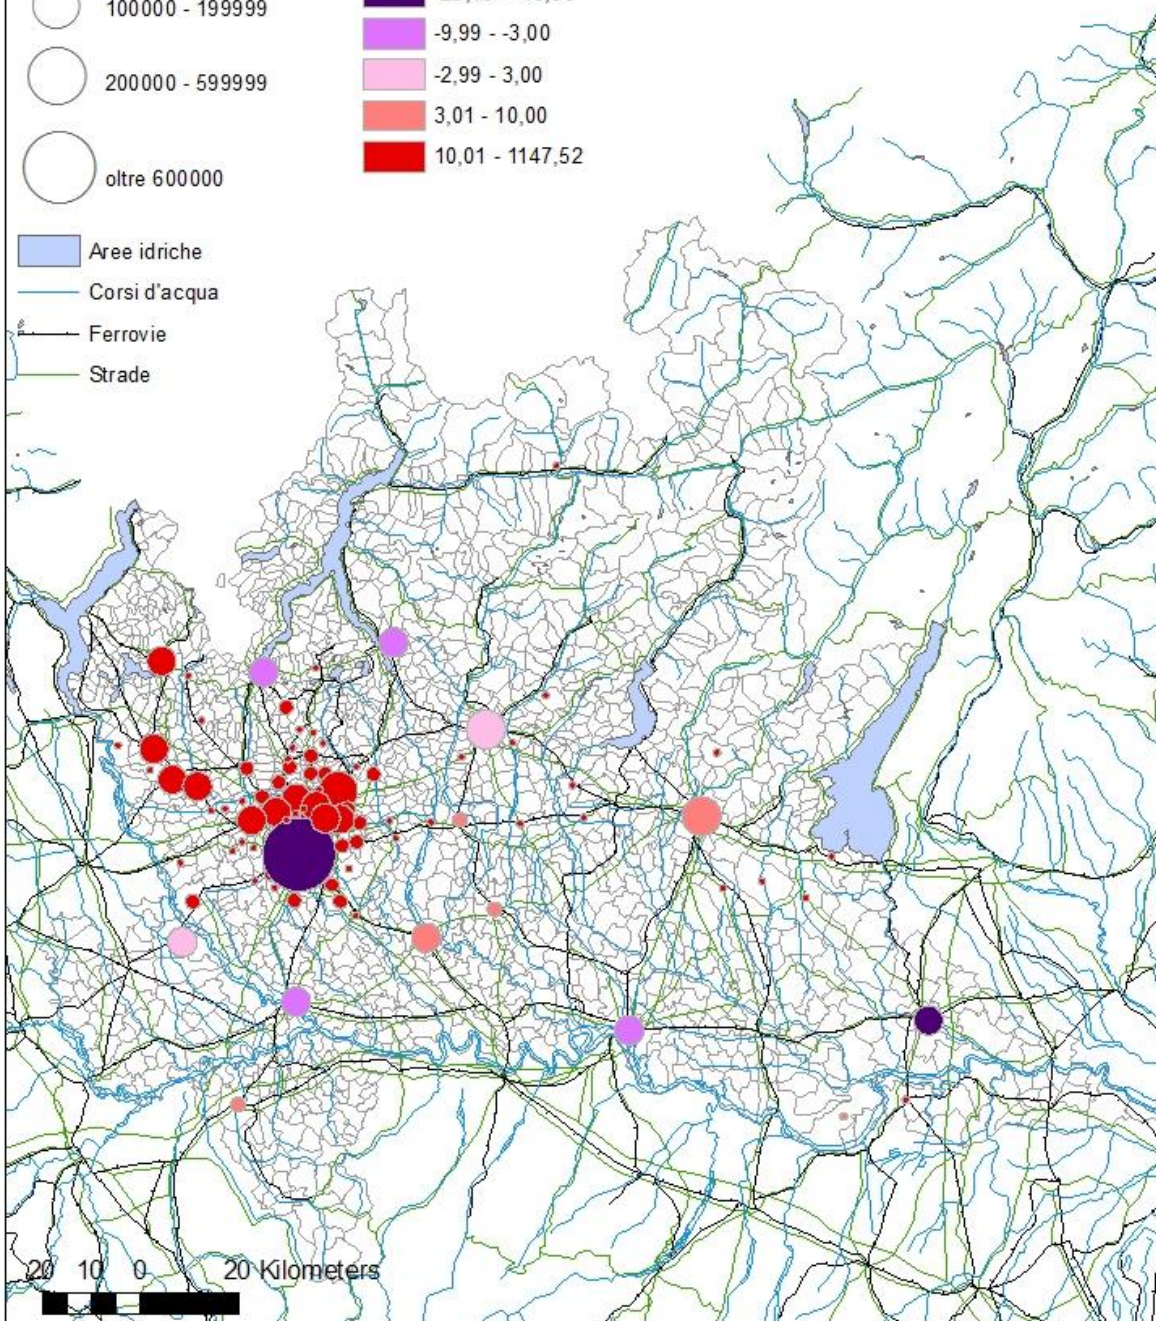 100000 - 199999
200000 - 599999
oltre 600000
-9,99 - -3,00
-2,99 - 3,00
3,01 - 10,00
10,01 - 1147,52
Aree idriche
Corsi d'acqua
Ferrovie
Strade
20 10 0 20 Kilometers